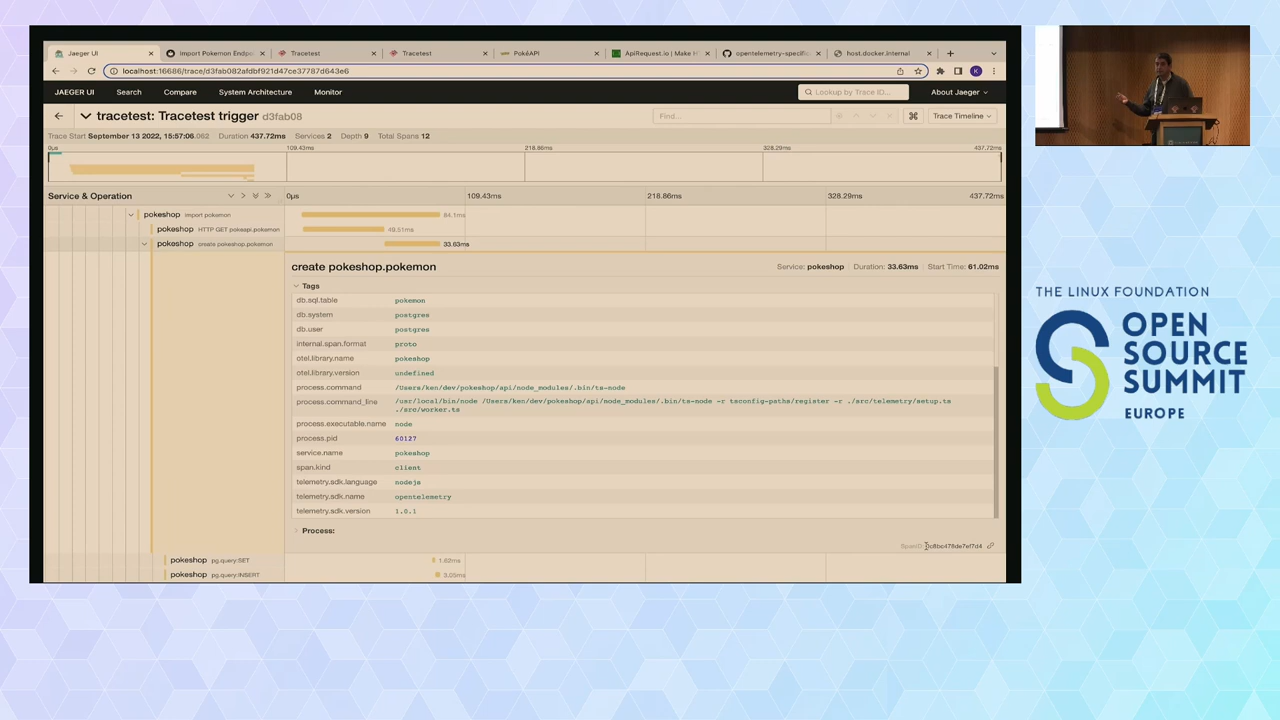 Jaeger UI
Import Pokemon Endp
Tracetest
Tracetest
PokéAPI
ApiRequest.io | Make H
opentelemetry-specific
host.docker.internal
localhost:16686/trace/d3fab082afdbf921d47ce37787d643e6
K
JAEGER UI Search Compare System Architecture Monitor
Lookup by Trace ID...
About Jaeger
tracetest: Tracetest trigger d3fab08
Find...
Trace Timeline
Trace Start September 13 2022, 15:57:06.062 Duration 437.72ms Services 2 Depth 9 Total Spans 12
0µs 109.43ms 218.86ms 328.29ms 437.72ms
Service & Operation
0µs 109.43ms 218.86ms 328.29ms 437.72ms
pokeshop import pokemon 84.1ms
pokeshop HTTP GET pokeapi.pokemon 49.51ms
pokeshop create pokeshop.pokemon 33.63ms
create pokeshop.pokemon
Service: pokeshop Duration: 33.63ms Start Time: 61.02ms
Tags
db.sql.table pokemon
db.system postgres
db.user postgres
internal.span.format proto
otel.library.name pokeshop
otel.library.version undefined
process.command /Users/ken/dev/pokeshop/api/node_modules/.bin/ts-node
process.command_line /usr/local/bin/node /Users/ken/dev/pokeshop/api/node_modules/.bin/ts-node -r tsconfig-paths/register -r ./src/telemetry/setup.ts
./src/worker.ts
process.executable.name node
process.pid 60127
service.name pokeshop
span.kind client
telemetry.sdk.language nodejs
telemetry.sdk.name opentelemetry
telemetry.sdk.version 1.0.1
Process:
SpanID:
pokeshop pg.query:SET 1.62ms
pokeshop pg.query:INSERT 3.05ms
THE LINUX FOUNDATION
OPEN
SOURCE
SUMMIT
EUROPE